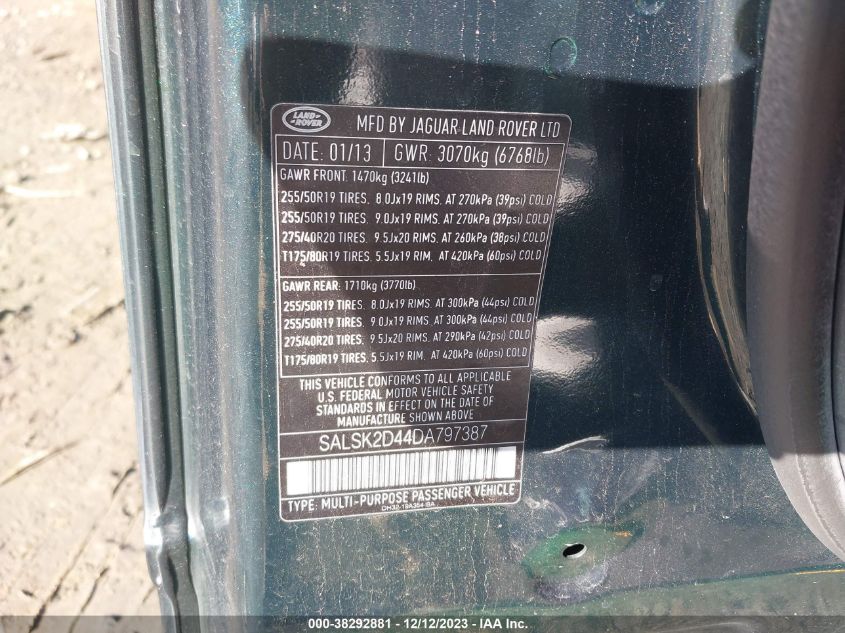 LAND ROVER
MFD BY JAGUAR LAND ROVER LTD
DATE: 01/13 GWR: 3070kg (6768lb)
GAWR FRONT: 1470kg (3241lb)
255/50R19 TIRES. 8.0Jx19 RIMS. AT 270kPa (39psi) COLD
255/50R19 TIRES. 9.0Jx19 RIMS. AT 270kPa (39psi) COLD
275/40R20 TIRES. 9.5Jx20 RIMS. AT 260kPa (38psi) COLD
T175/80R19 TIRES. 5.5Jx19 RIM. AT 420kPa (60psi) COLD
GAWR REAR: 1710kg (3770lb)
255/50R19 TIRES. 8.0Jx19 RIMS. AT 300kPa (44psi) COLD
255/50R19 TIRES. 9.0Jx19 RIMS. AT 300kPa (44psi) COLD
275/40R20 TIRES. 9.5Jx20 RIMS. AT 290kPa (42psi) COLD
T175/80R19 TIRES. 5.5Jx19 RIM. AT 420kPa (60psi) COLD
THIS VEHICLE CONFORMS TO ALL APPLICABLE
U.S. FEDERAL MOTOR VEHICLE SAFETY
STANDARDS IN EFFECT ON THE DATE OF
MANUFACTURE SHOWN ABOVE
SALSK2D44DA797387
TYPE: MULTI-PURPOSE PASSENGER VEHICLE
000-38292881 - 12/12/2023 - IAA Inc.